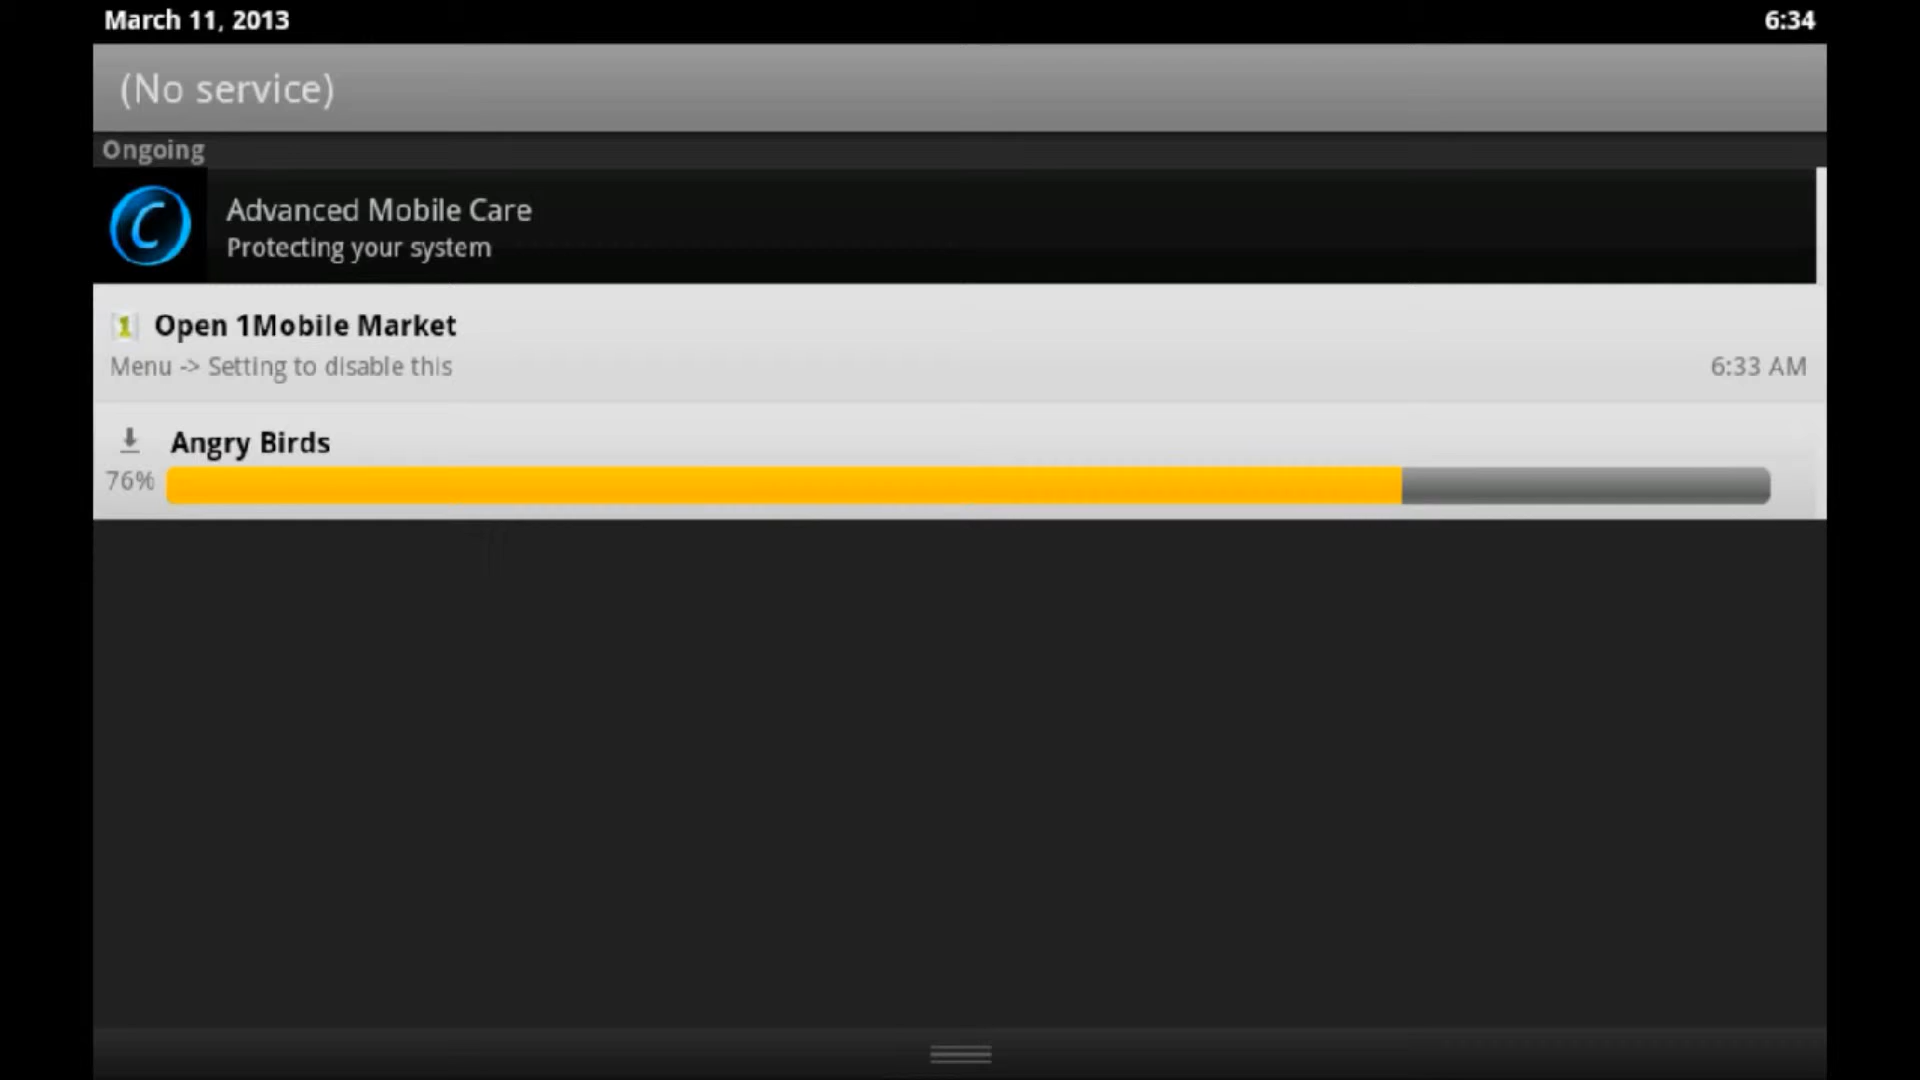 March 11, 2013 6:34
(No service)
Ongoing
Advanced Mobile Care
Protecting your system
1 Open 1Mobile Market
Menu -> Setting to disable this 6:33 AM
Angry Birds
76%